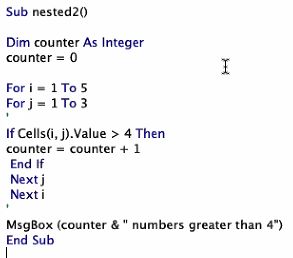 Sub nested2()
Dim counter As Integer
counter = 0
For i = 1 To 5
For j = 1 To 3
'
If Cells(i, j).Value > 4 Then
counter = counter + 1
End If
Next j
Next i
'
MsgBox (counter & " numbers greater than 4")
End Sub